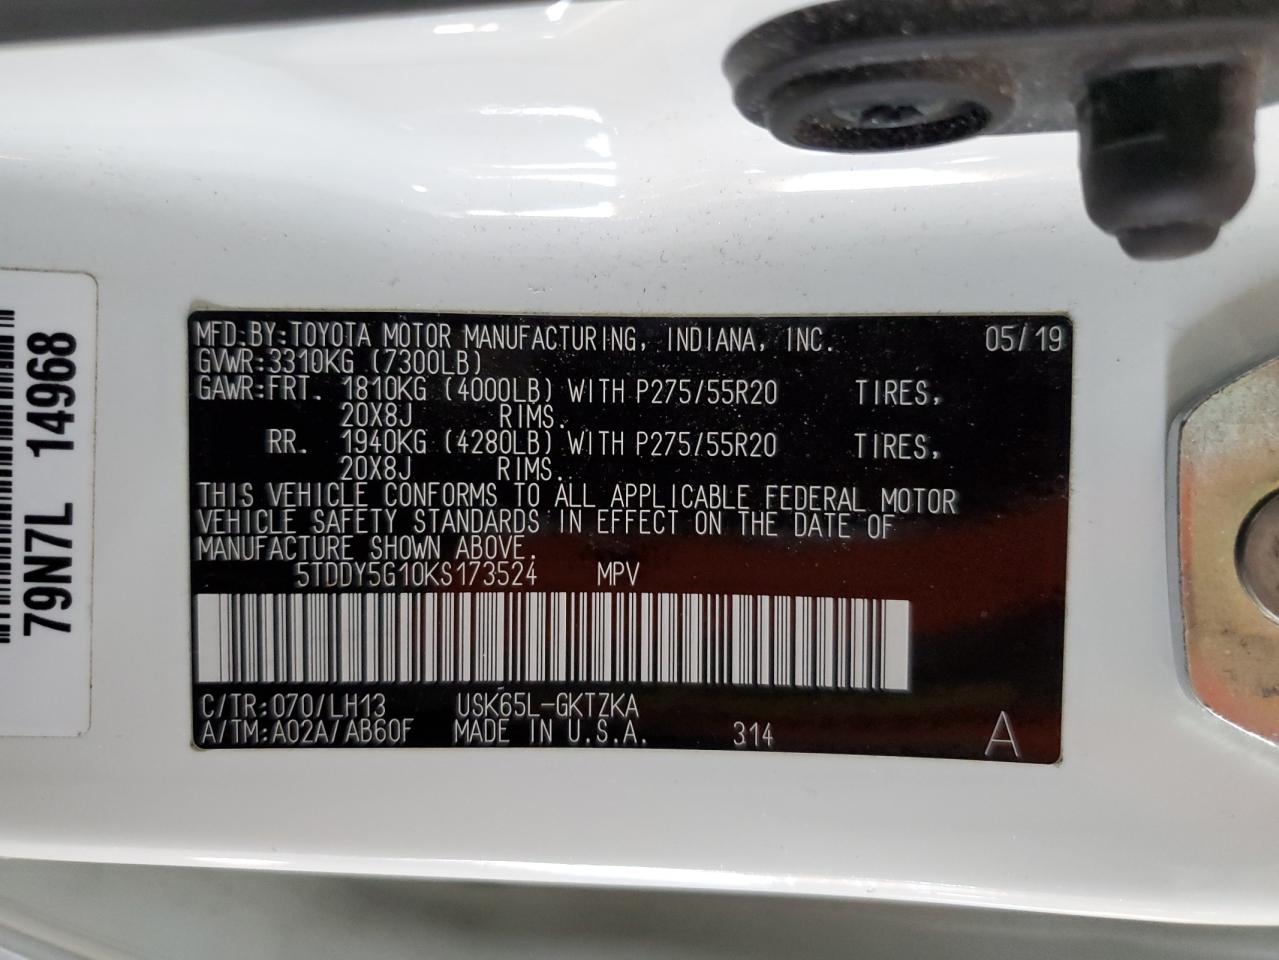 MFD.BY:TOYOTA MOTOR MANUFACTURING, INDIANA, INC. 05/19
GVWR:3310KG (7300LB)
GAWR:FRT. 1810KG (4000LB) WITH P275/55R20 TIRES,
20X8J RIMS.
RR. 1940KG (4280LB) WITH P275/55R20 TIRES,
20X8J RIMS.
THIS VEHICLE CONFORMS TO ALL APPLICABLE FEDERAL MOTOR
VEHICLE SAFETY STANDARDS IN EFFECT ON THE DATE OF
MANUFACTURE SHOWN ABOVE.
5TDDY5G10KS173524 MPV
C/TR:070/LH13 USK65L-GKTZKA
A/TM:A02A/AB60F MADE IN U.S.A. 314 A
79N7L 14968